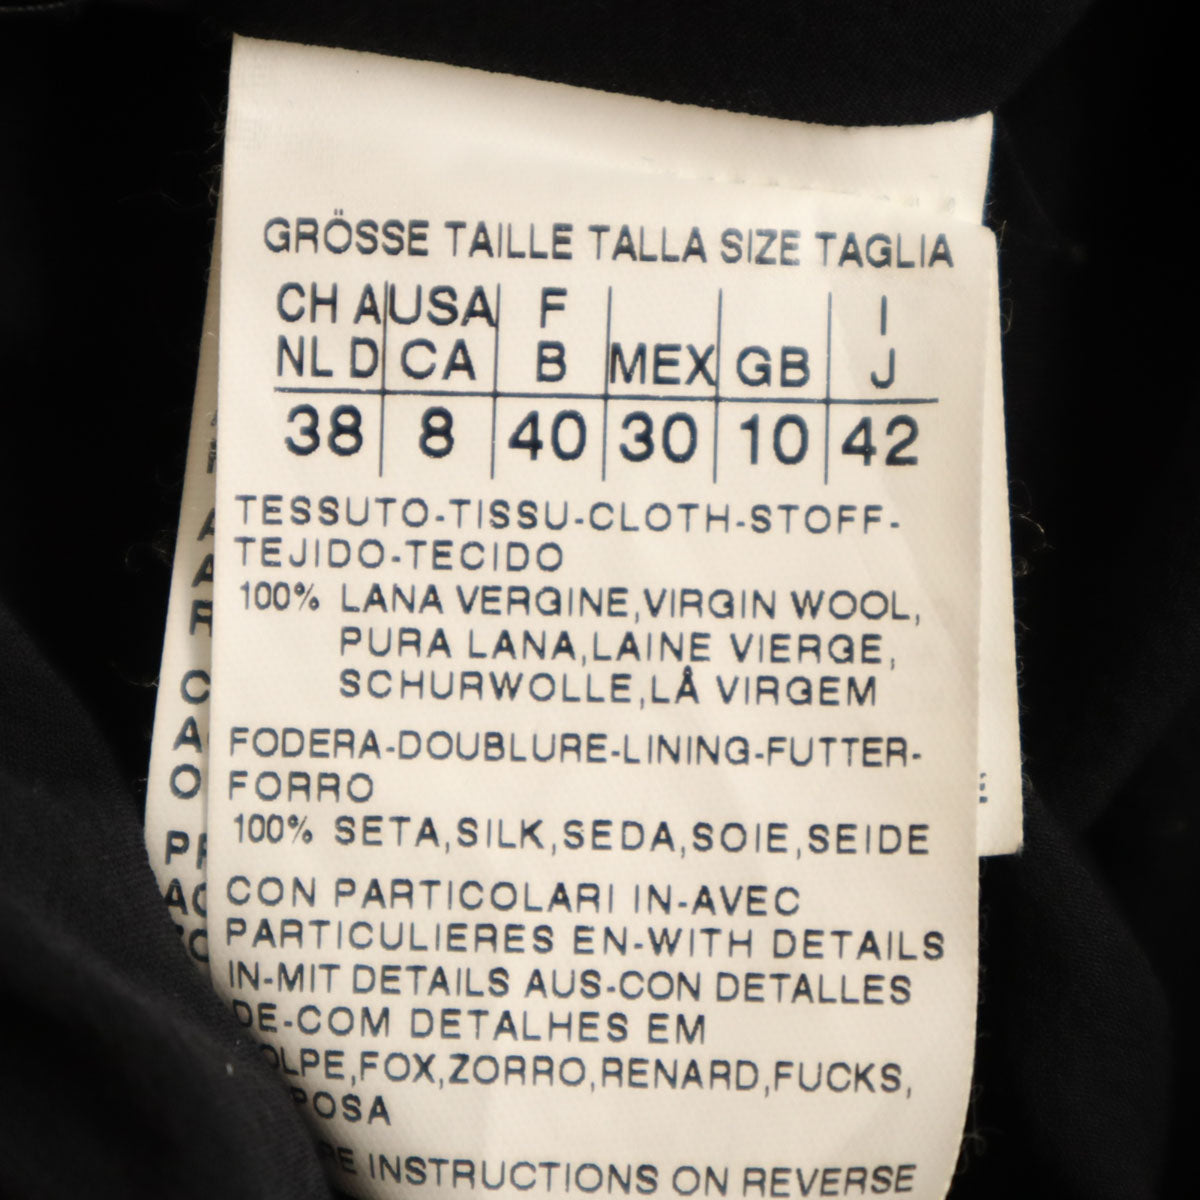 GRÖSSE TAILLE TALLA SIZE TAGLIA
CH A USA F I
NL D CA B MEX GB J
38 8 40 30 10 42
TESSUTO-TISSU-CLOTH-STOFF-
TEJIDO-TECIDO
100% LANA VERGINE,VIRGIN WOOL,
PURA LANA,LAINE VIERGE,
SCHURWOLLE,LÅ VIRGEM
FODERA-DOUBLURE-LINING-FUTTER-
FORRO
100% SETA,SILK,SEDA,SOIE,SEIDE
CON PARTICOLARI IN-AVEC
PARTICULIERES EN-WITH DETAILS
IN-MIT DETAILS AUS-CON DETALLES
DE-COM DETALHES EM
OLPE,FOX,ZORRO,RENARD,FUCKS,
POSA
RE INSTRUCTIONS ON REVERSE